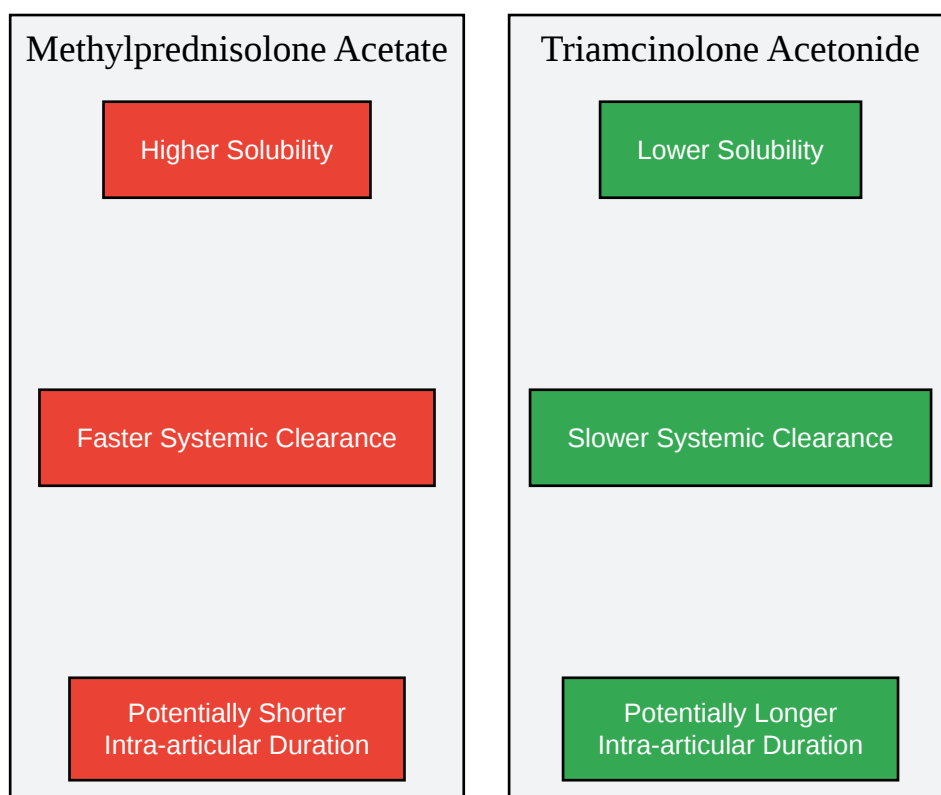 Methylprednisolone Acetate
Higher Solubility
Faster Systemic Clearance
Potentially Shorter
Intra-articular Duration
Triamcinolone Acetonide
Lower Solubility
Slower Systemic Clearance
Potentially Longer
Intra-articular Duration